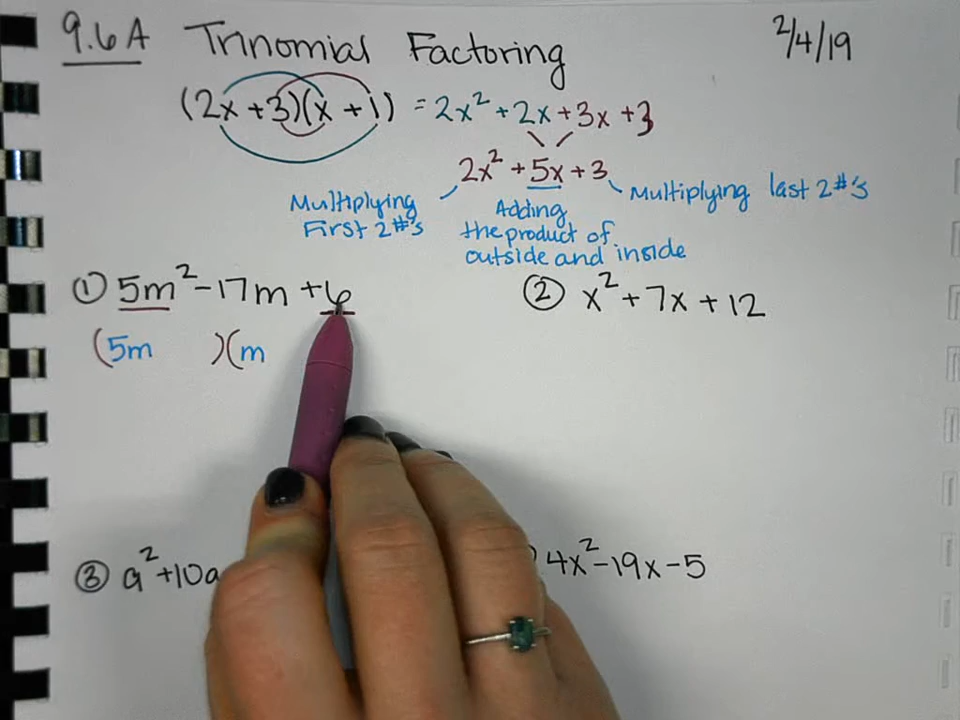 9.6A Trinomial Factoring 2/4/19
(2x + 3)(x + 1) = 2x² + 2x + 3x + 3
2x² + 5x + 3
Multiplying First 2 #'s
Adding the product of outside and inside
Multiplying last 2 #'s
① 5m² - 17m + 6
(5m )(m
② x² + 7x + 12
③ a² + 10a
4x² - 19x - 5